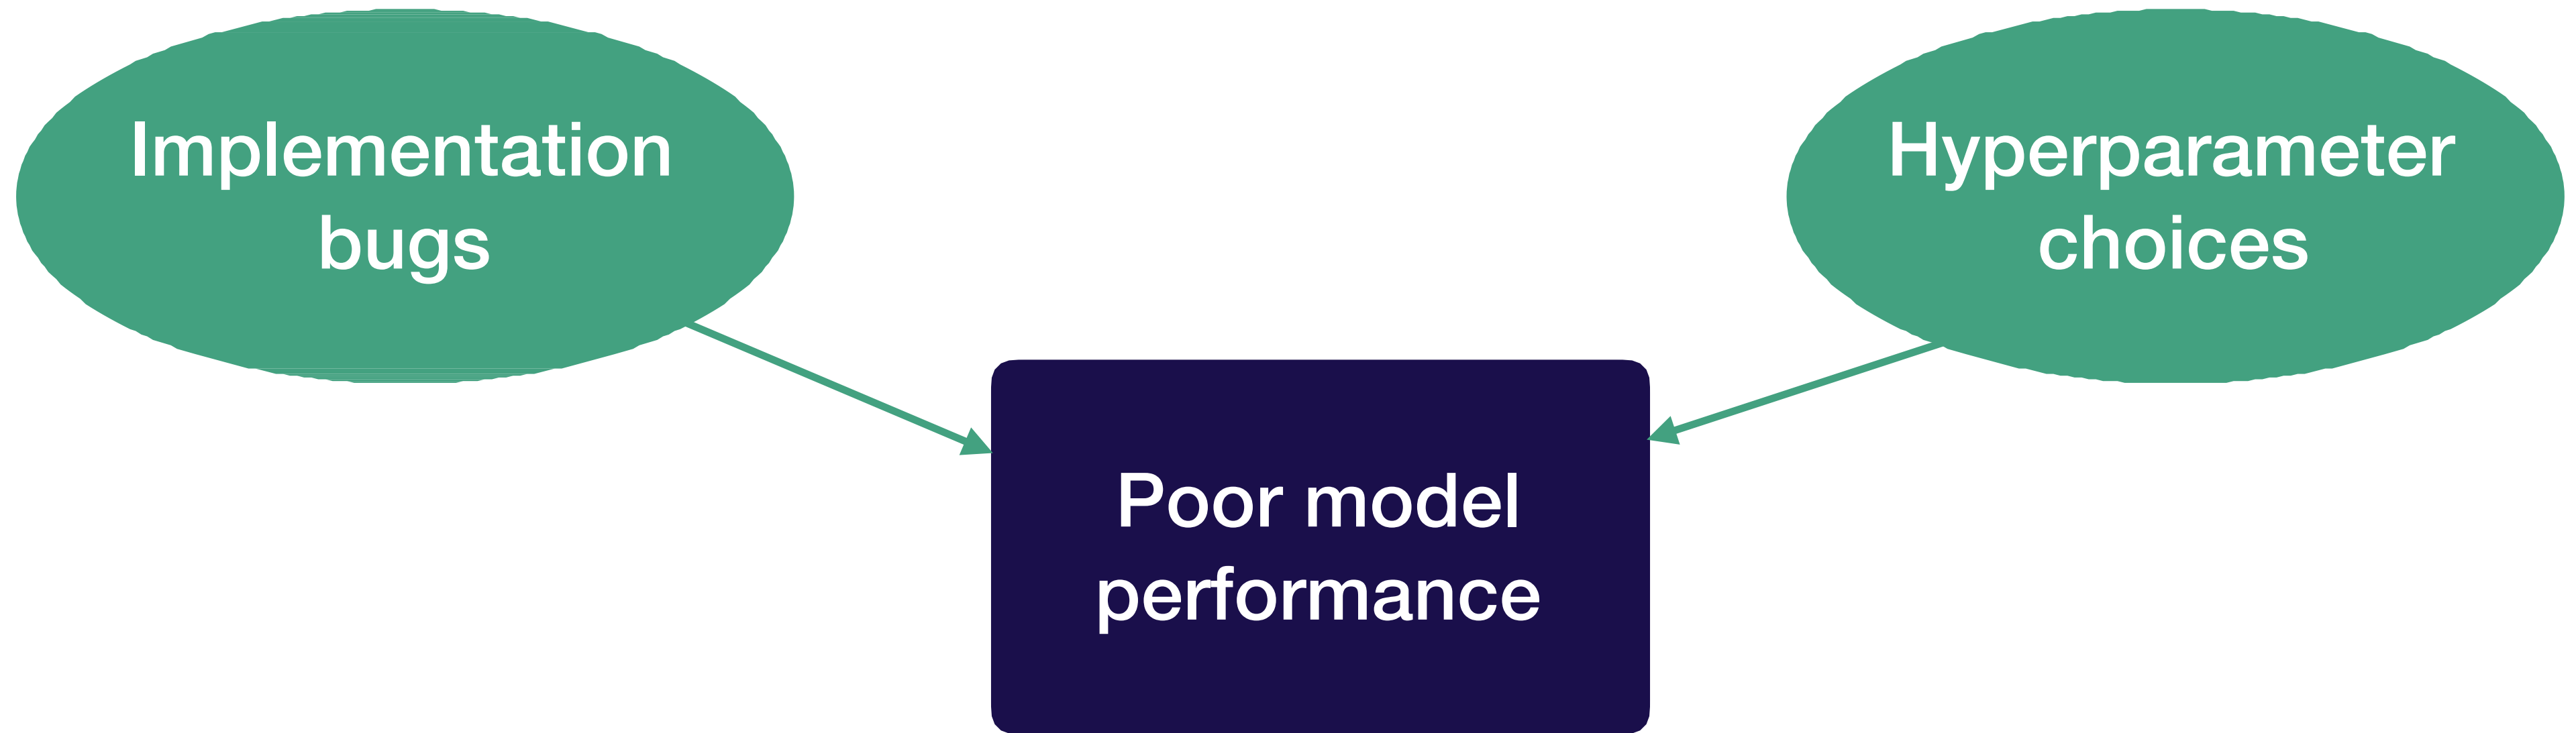 Implementation
bugs
Hyperparameter
choices
Poor model
performance